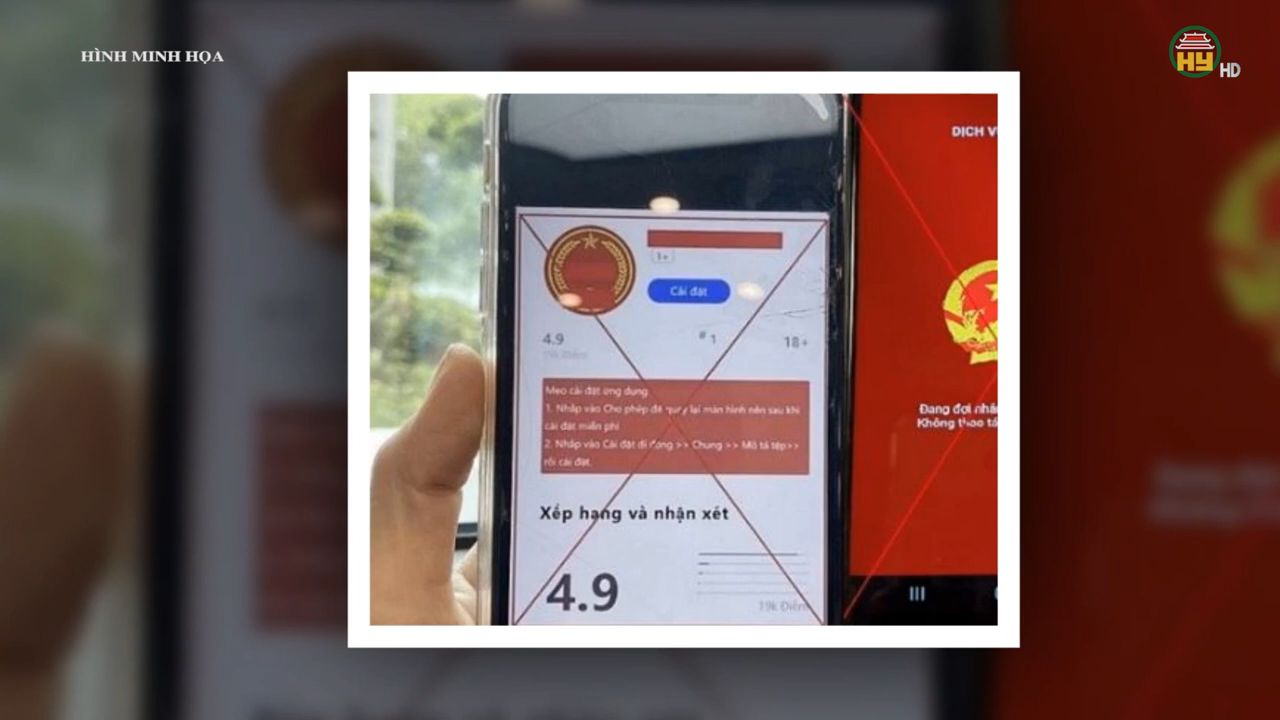 HÌNH MINH HỌA
HY HD
DỊCH V
3+
Cài đặt
4.9
# 1
18+
Mẹo cài đặt ứng dụng
1. Nhấp vào Cho phép để quay lại màn hình nền sau khi
cài đặt miễn phí
2. Nhấp vào Cài đặt di động >> Chung >> Mô tả tệp>>
rồi cài đặt.
Đang đợi
Không thao
Xếp hạng và nhận xét
4.9
19k Điểm